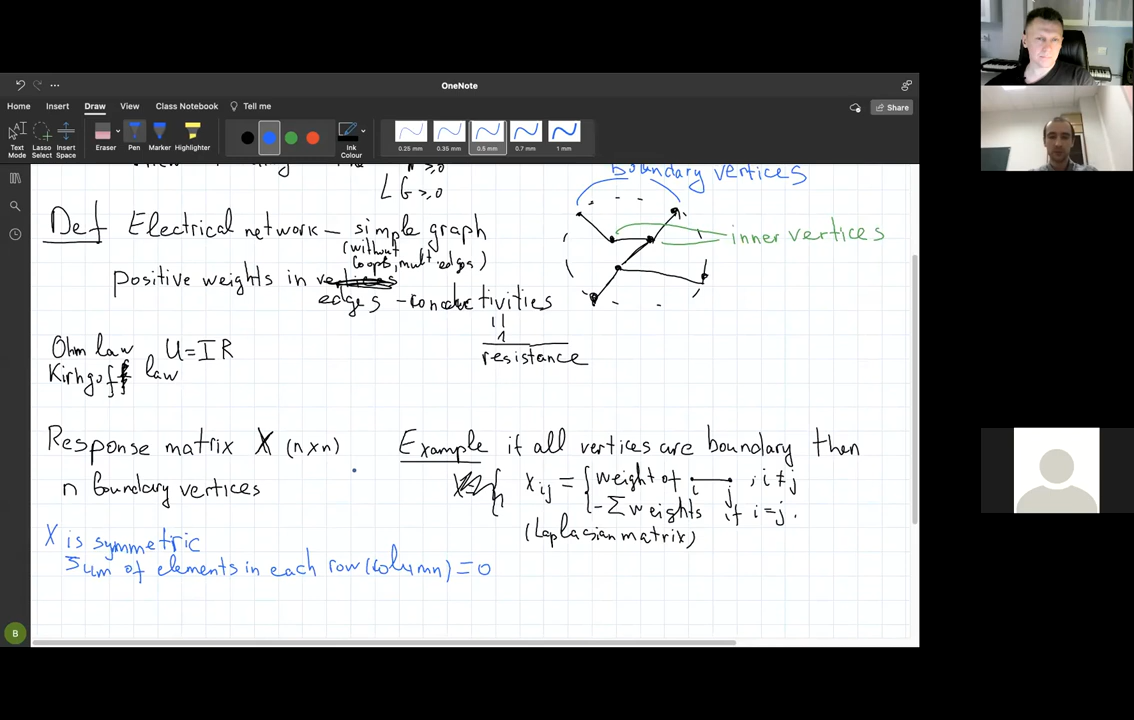 OneNote
Home Insert Draw View Class Notebook Tell me
Share
Text Mode
Lasso Select
Insert Space
Eraser
Pen
Marker
Highlighter
0.25 mm
0.35 mm
0.5 mm
0.7 mm
1 mm
Ink Colour
≥0
LG≥0
boundary vertices
Def Electrical network – simple graph
(without
loops, mult. edges)
inner vertices
positive weights in
edges – conductivities
||
1
resistance
Ohm law U=IR
Kirhgoff law
Response matrix X (n×n)
n boundary vertices
X is symmetric
Sum of elements in each row (column) = 0
Example if all vertices are boundary then
x_ij = { weight of i j , i ≠ j
-Σ weights if i=j.
(Laplasian matrix)
B